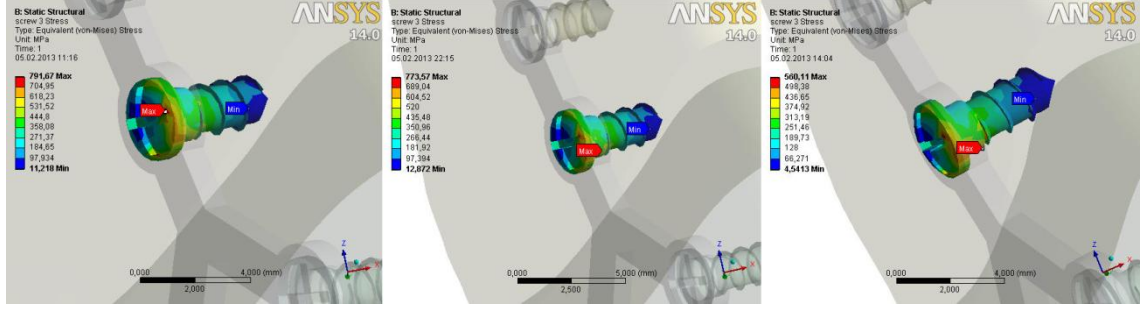 B: Static Structural
screw 3 Stress
Type: Equivalent (von-Mises) Stress
Unit: MPa
Time: 1
05.02.2013 11:16
791,67 Max
704,95
618,23
531,52
444,8
358,08
271,37
184,65
97,934
11,218 Min
ANSYS
14.0
Max
Min
0,000
4,000 (mm)
2,000
Z
X
B: Static Structural
screw 3 Stress
Type: Equivalent (von-Mises) Stress
Unit: MPa
Time: 1
05.02.2013 22:15
773,57 Max
689,04
604,52
520
435,48
350,96
266,44
181,92
97,394
12,872 Min
ANSYS
14.0
Max
Min
0,000
5,000 (mm)
2,500
Z
X
B: Static Structural
screw 3 Stress
Type: Equivalent (von-Mises) Stress
Unit: MPa
Time: 1
05.02.2013 14:04
560,11 Max
498,38
436,65
374,92
313,19
251,46
189,73
128
66,271
4,5413 Min
ANSYS
14.0
Max
Min
0,000
4,000 (mm)
2,000
Z
X